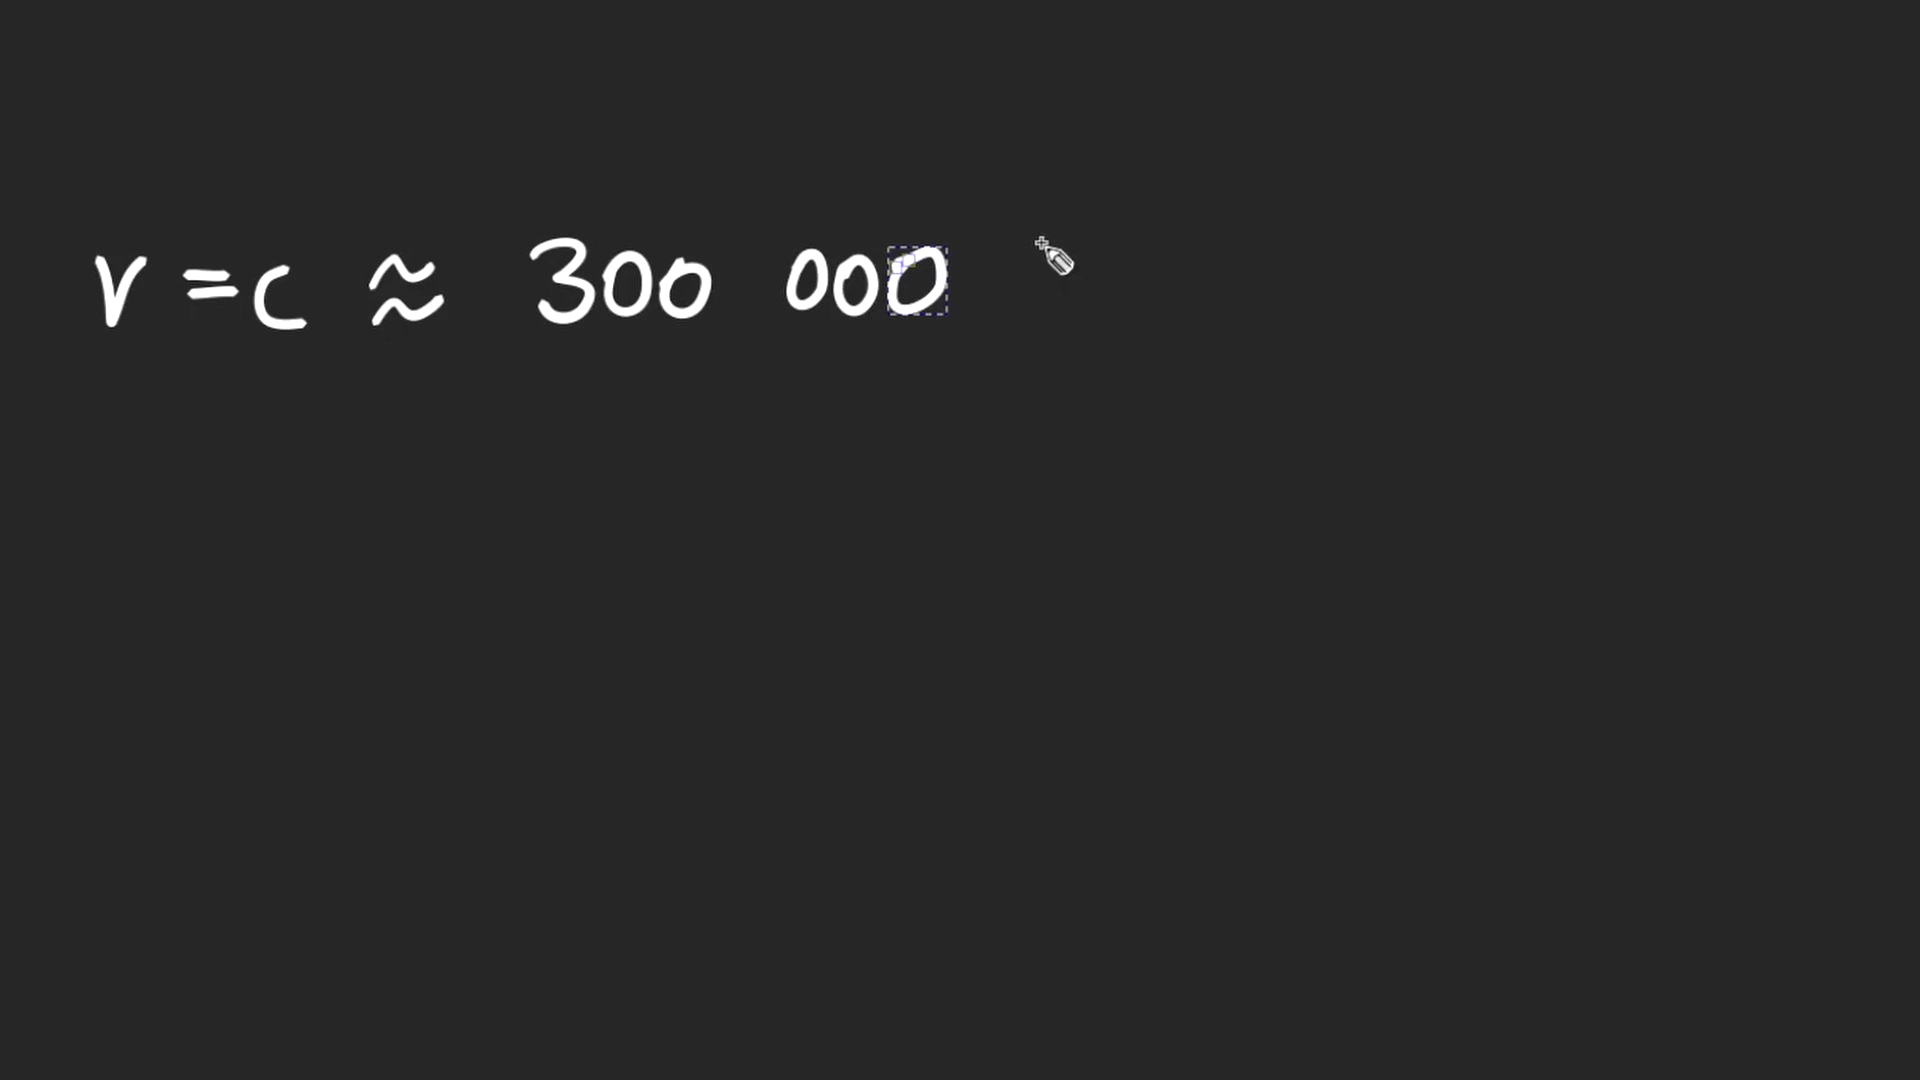 v = c ≈ 300 000